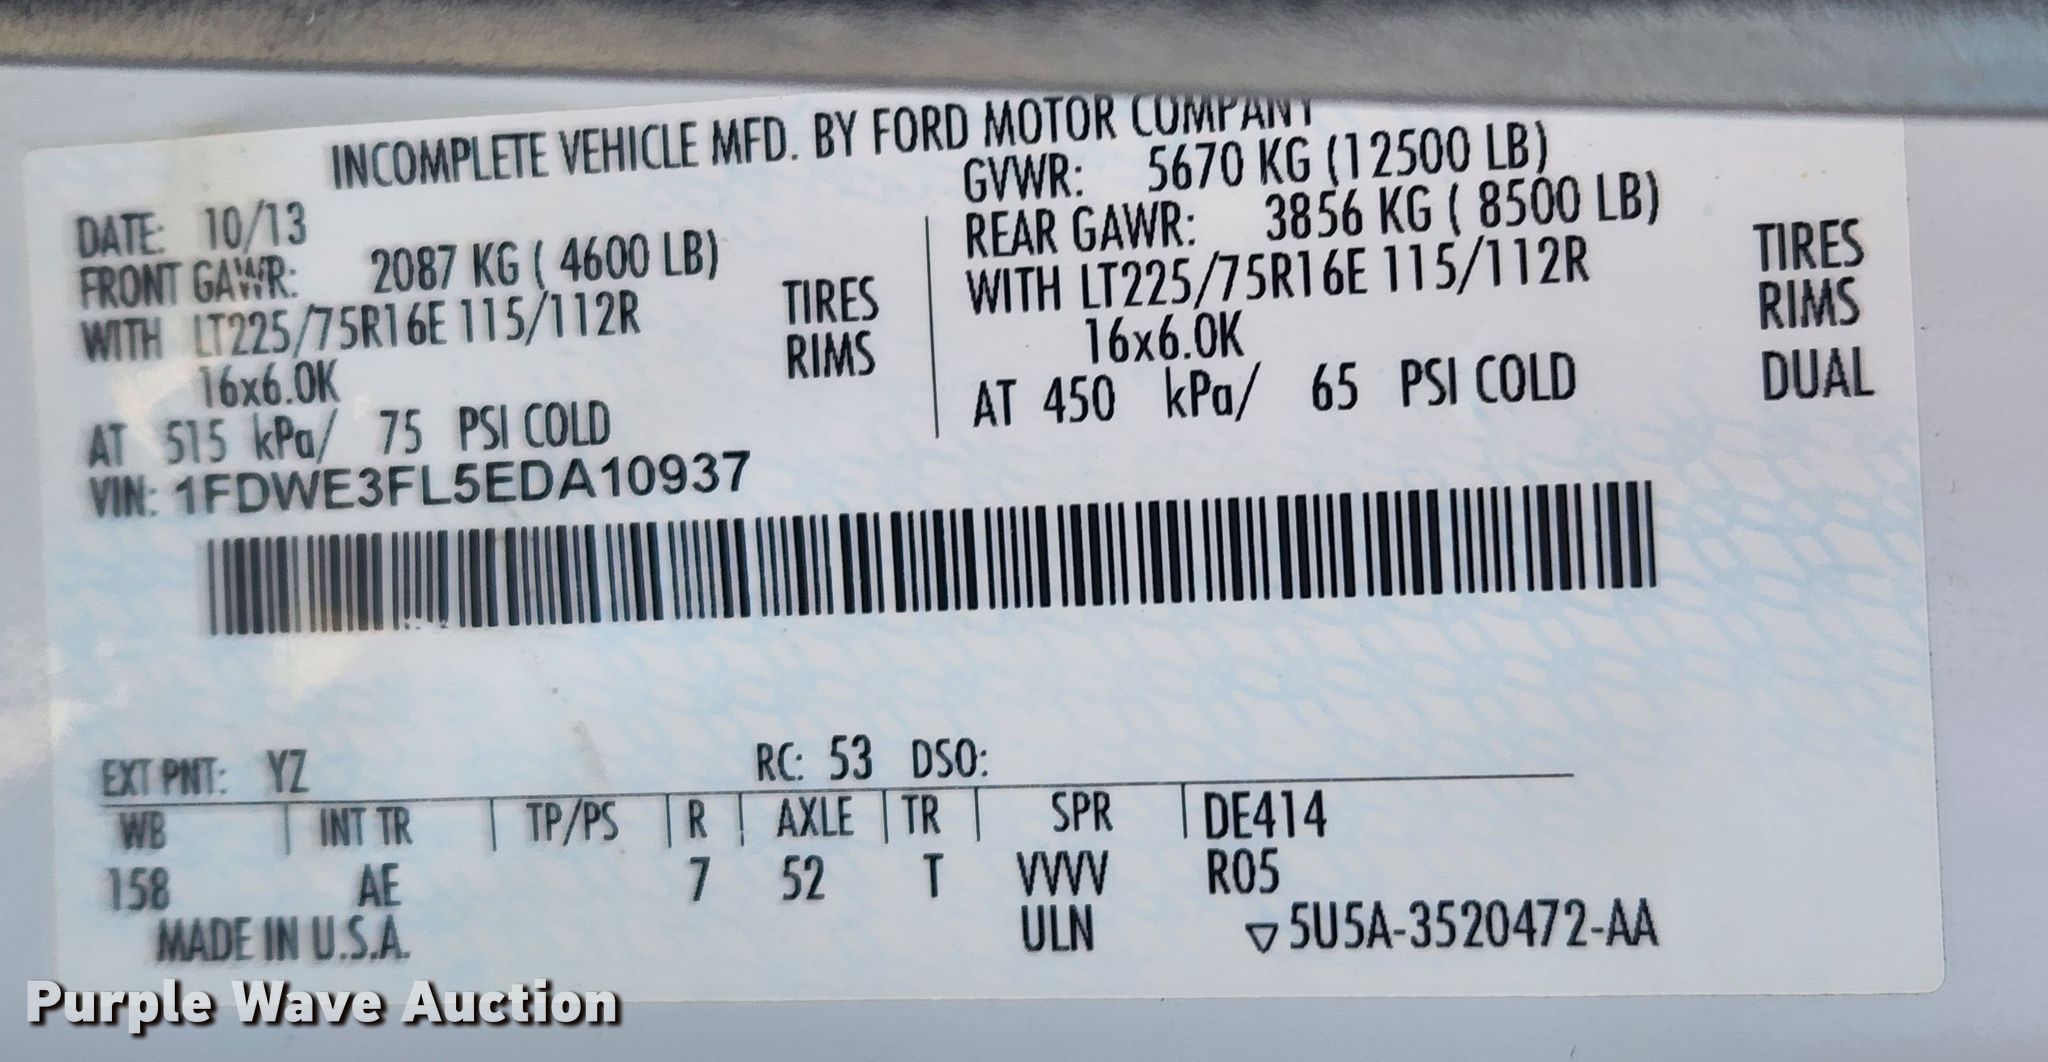 INCOMPLETE VEHICLE MFD. BY FORD MOTOR COMPANY
DATE: 10/13
GVWR: 5670 KG (12500 LB)
FRONT GAWR: 2087 KG ( 4600 LB)
WITH LT225/75R16E 115/112R TIRES
16x6.0K RIMS
AT 515 kPa/ 75 PSI COLD
REAR GAWR: 3856 KG ( 8500 LB)
WITH LT225/75R16E 115/112R TIRES
16x6.0K RIMS
AT 450 kPa/ 65 PSI COLD DUAL
VIN: 1FDWE3FL5EDA10937
EXT PNT: YZ RC: 53 DSO:
WB | INT TR | TP/PS | R | AXLE | TR | SPR | DE414
158 AE 7 52 T VVVV R05
MADE IN U.S.A. ULN ▽5U5A-3520472-AA
Purple Wave Auction